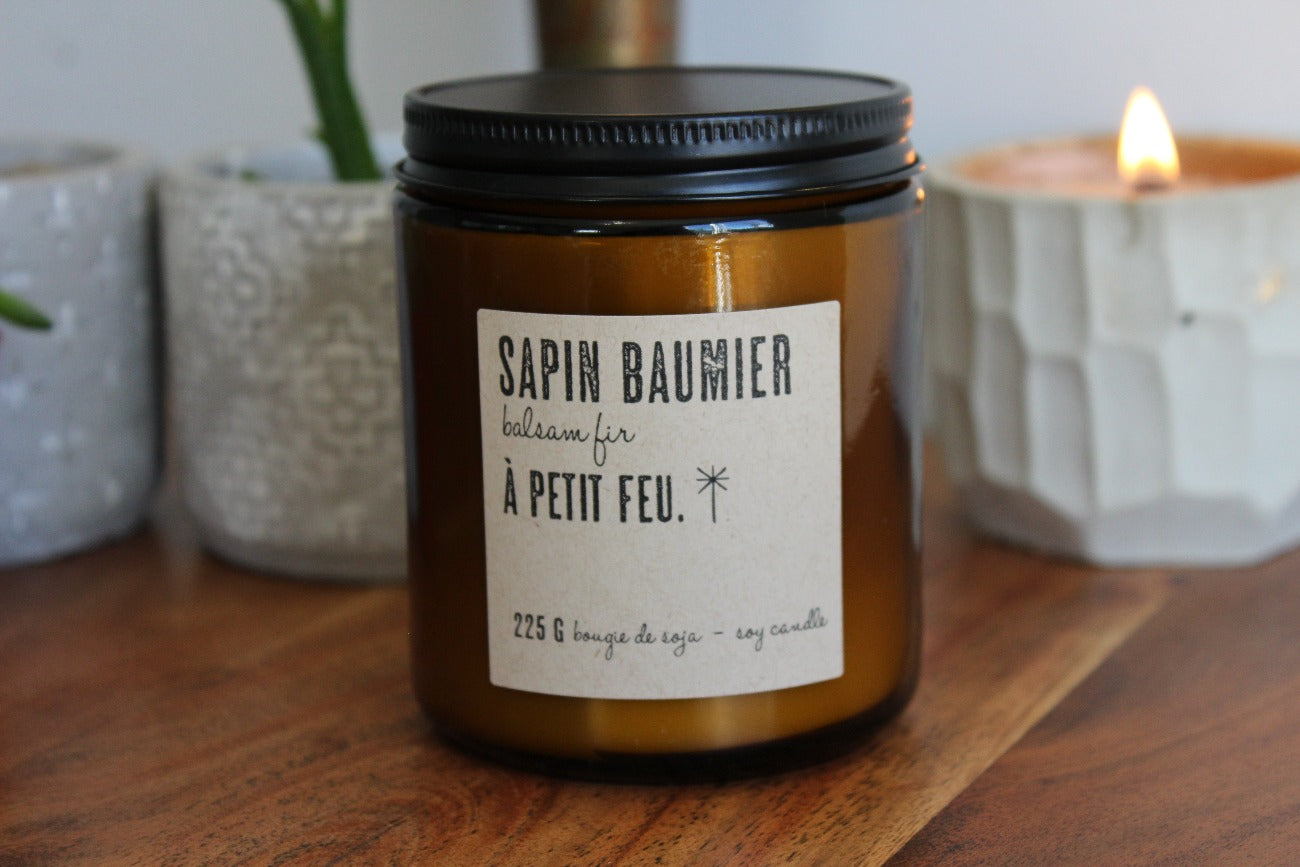 SAPIN BAUMIER
balsam fir
À PETIT FEU.
225 G bougie de soja - soy candle